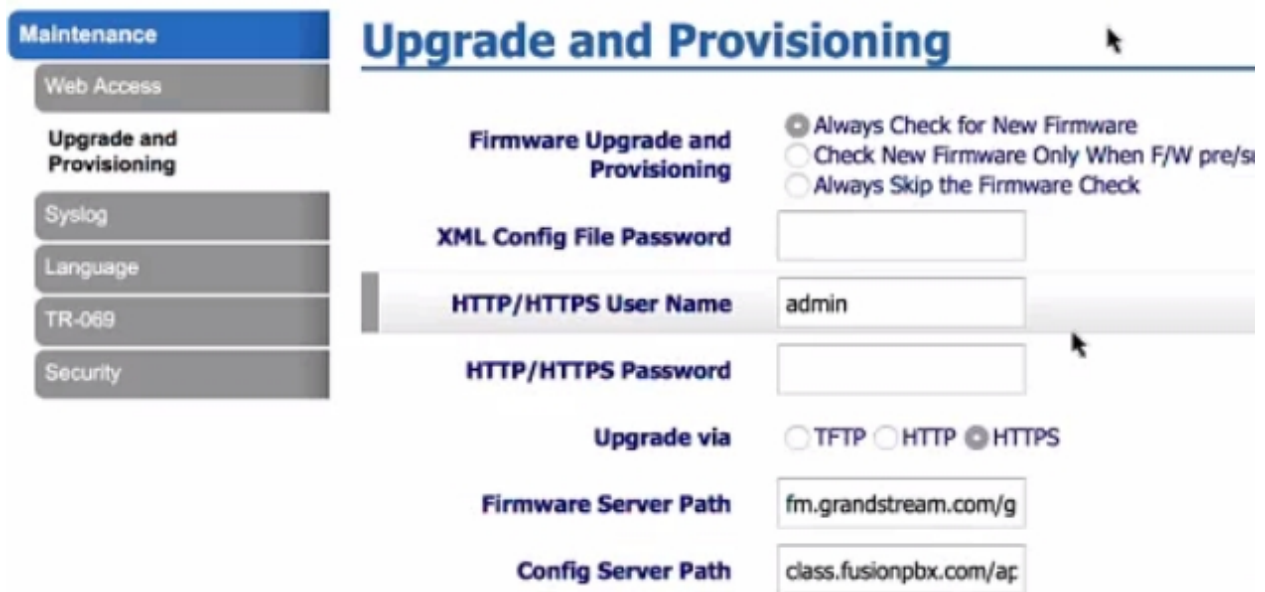 Maintenance
Web Access
Upgrade and
Provisioning
Syslog
Language
TR-069
Security
Upgrade and Provisioning
Firmware Upgrade and
Provisioning
Always Check for New Firmware
Check New Firmware Only When F/W pre/su
Always Skip the Firmware Check
XML Config File Password
HTTP/HTTPS User Name admin
HTTP/HTTPS Password
Upgrade via TFTP HTTP HTTPS
Firmware Server Path fm.grandstream.com/g
Config Server Path class.fusionpbx.com/ap